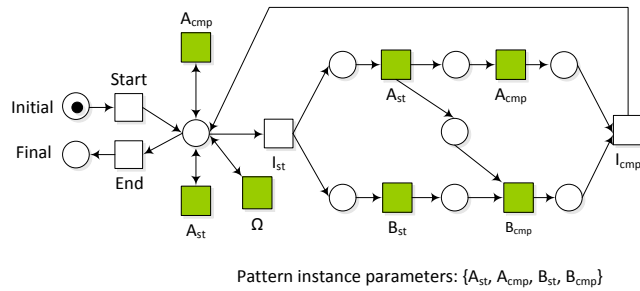 A_cmp
Start
Initial
Final
End
A_st
Ω
I_st
A_st
A_cmp
I_cmp
B_st
B_cmp
Pattern instance parameters: {A_st, A_cmp, B_st, B_cmp}